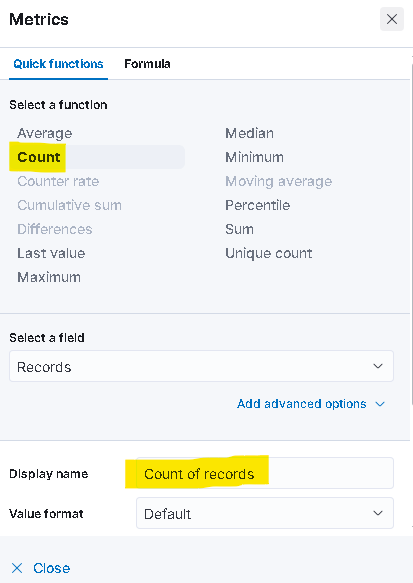 Metrics
Quick functions Formula
Select a function
Average Median
Count Minimum
Counter rate Moving average
Cumulative sum Percentile
Differences Sum
Last value Unique count
Maximum
Select a field
Records
Add advanced options
Display name Count of records
Value format Default
Close